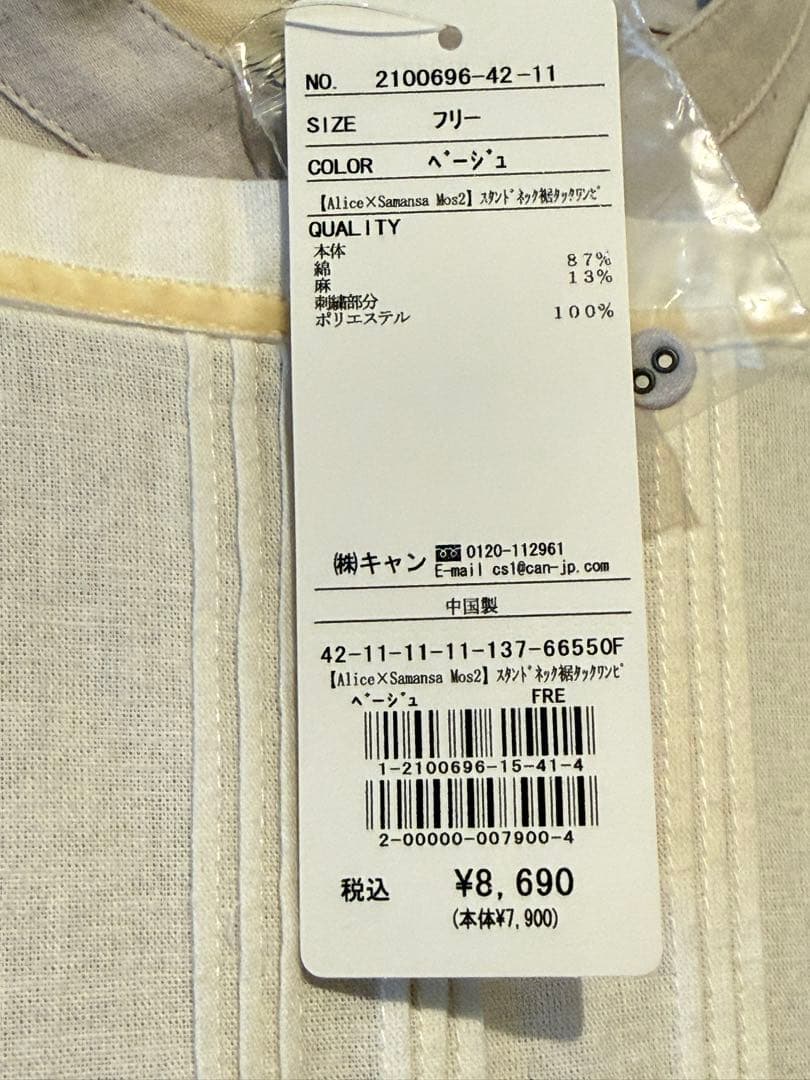 NO. 2100696-42-11
SIZE フリー
COLOR ベージュ
【Alice×Samansa Mos2】スタンドネック裾タックワンピ
QUALITY
本体
綿 87%
麻 13%
刺繍部分
ポリエステル 100%
㈱キャン 0120-112961
E-mail cs1@can-jp.com
中国製
42-11-11-11-137-66550F
【Alice×Samansa Mos2】スタンドネック裾タックワンピ
ベージュ FRE
1-2100696-15-41-4
2-00000-007900-4
税込 ¥8,690
(本体¥7,900)